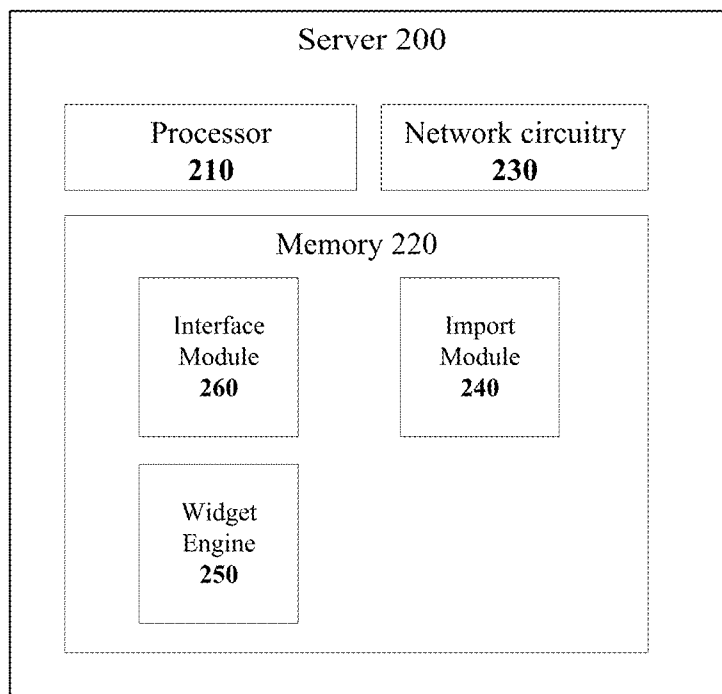 Server 200
Processor
210
Network circuitry
230
Memory 220
Interface
Module
260
Import
Module
240
Widget
Engine
250